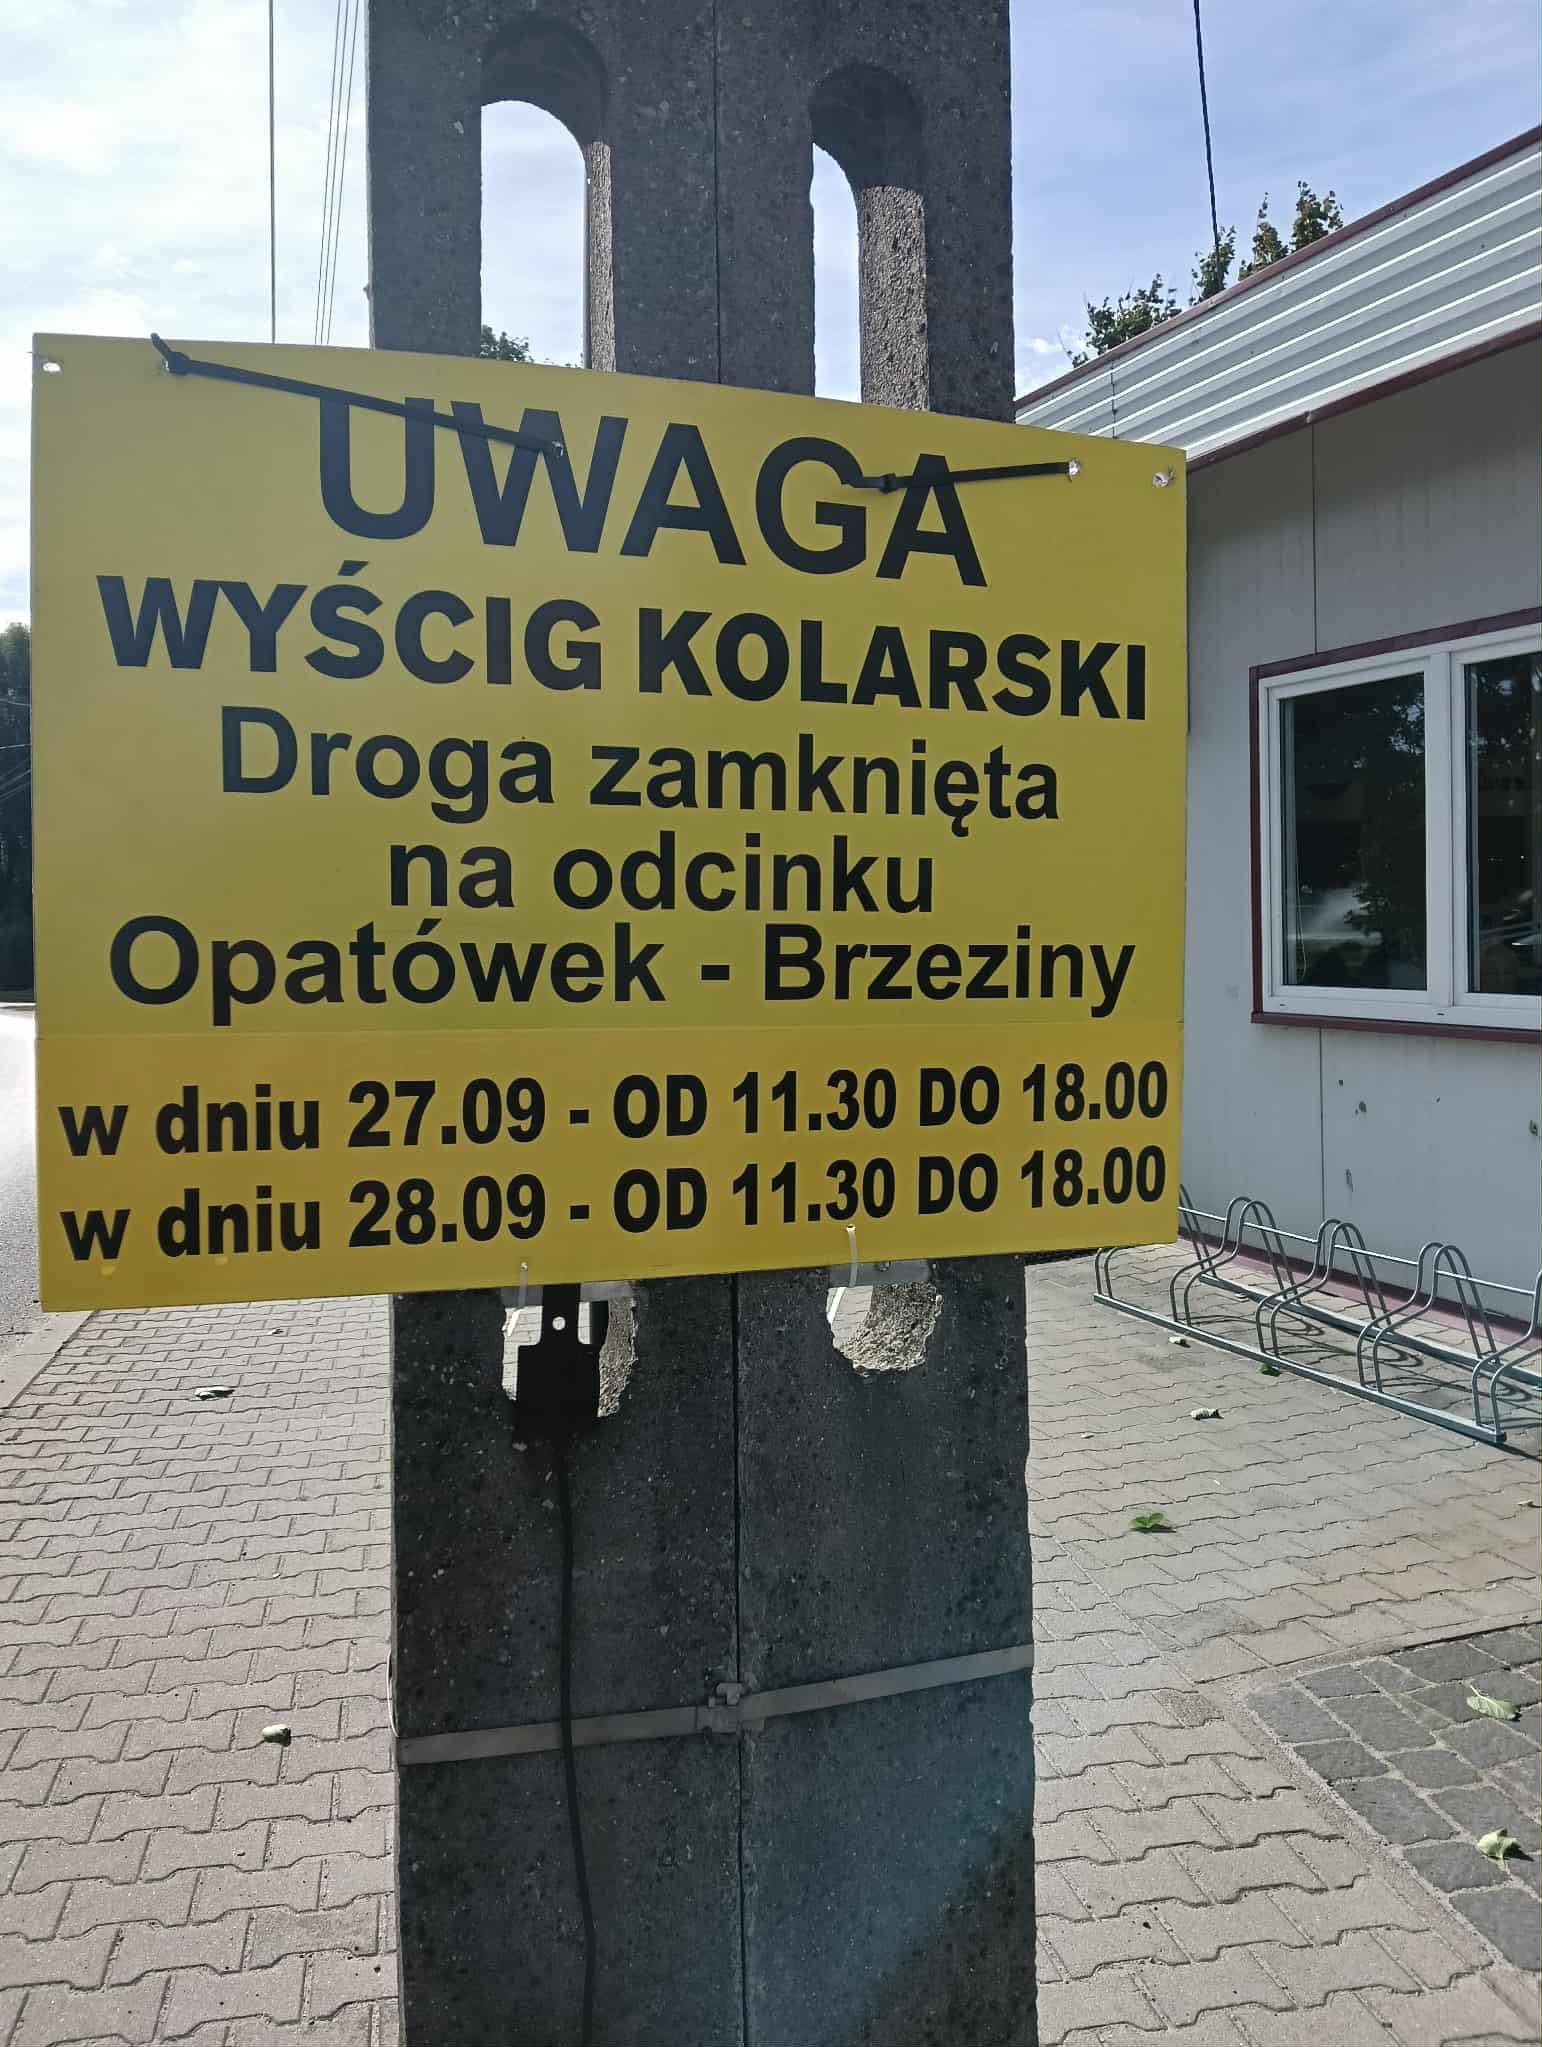 UWAGA
WYŚCIG KOLARSKI
Droga zamknięta
na odcinku
Opatówek - Brzeziny
w dniu 27.09 - OD 11.30 DO 18.00
w dniu 28.09 - OD 11.30 DO 18.00